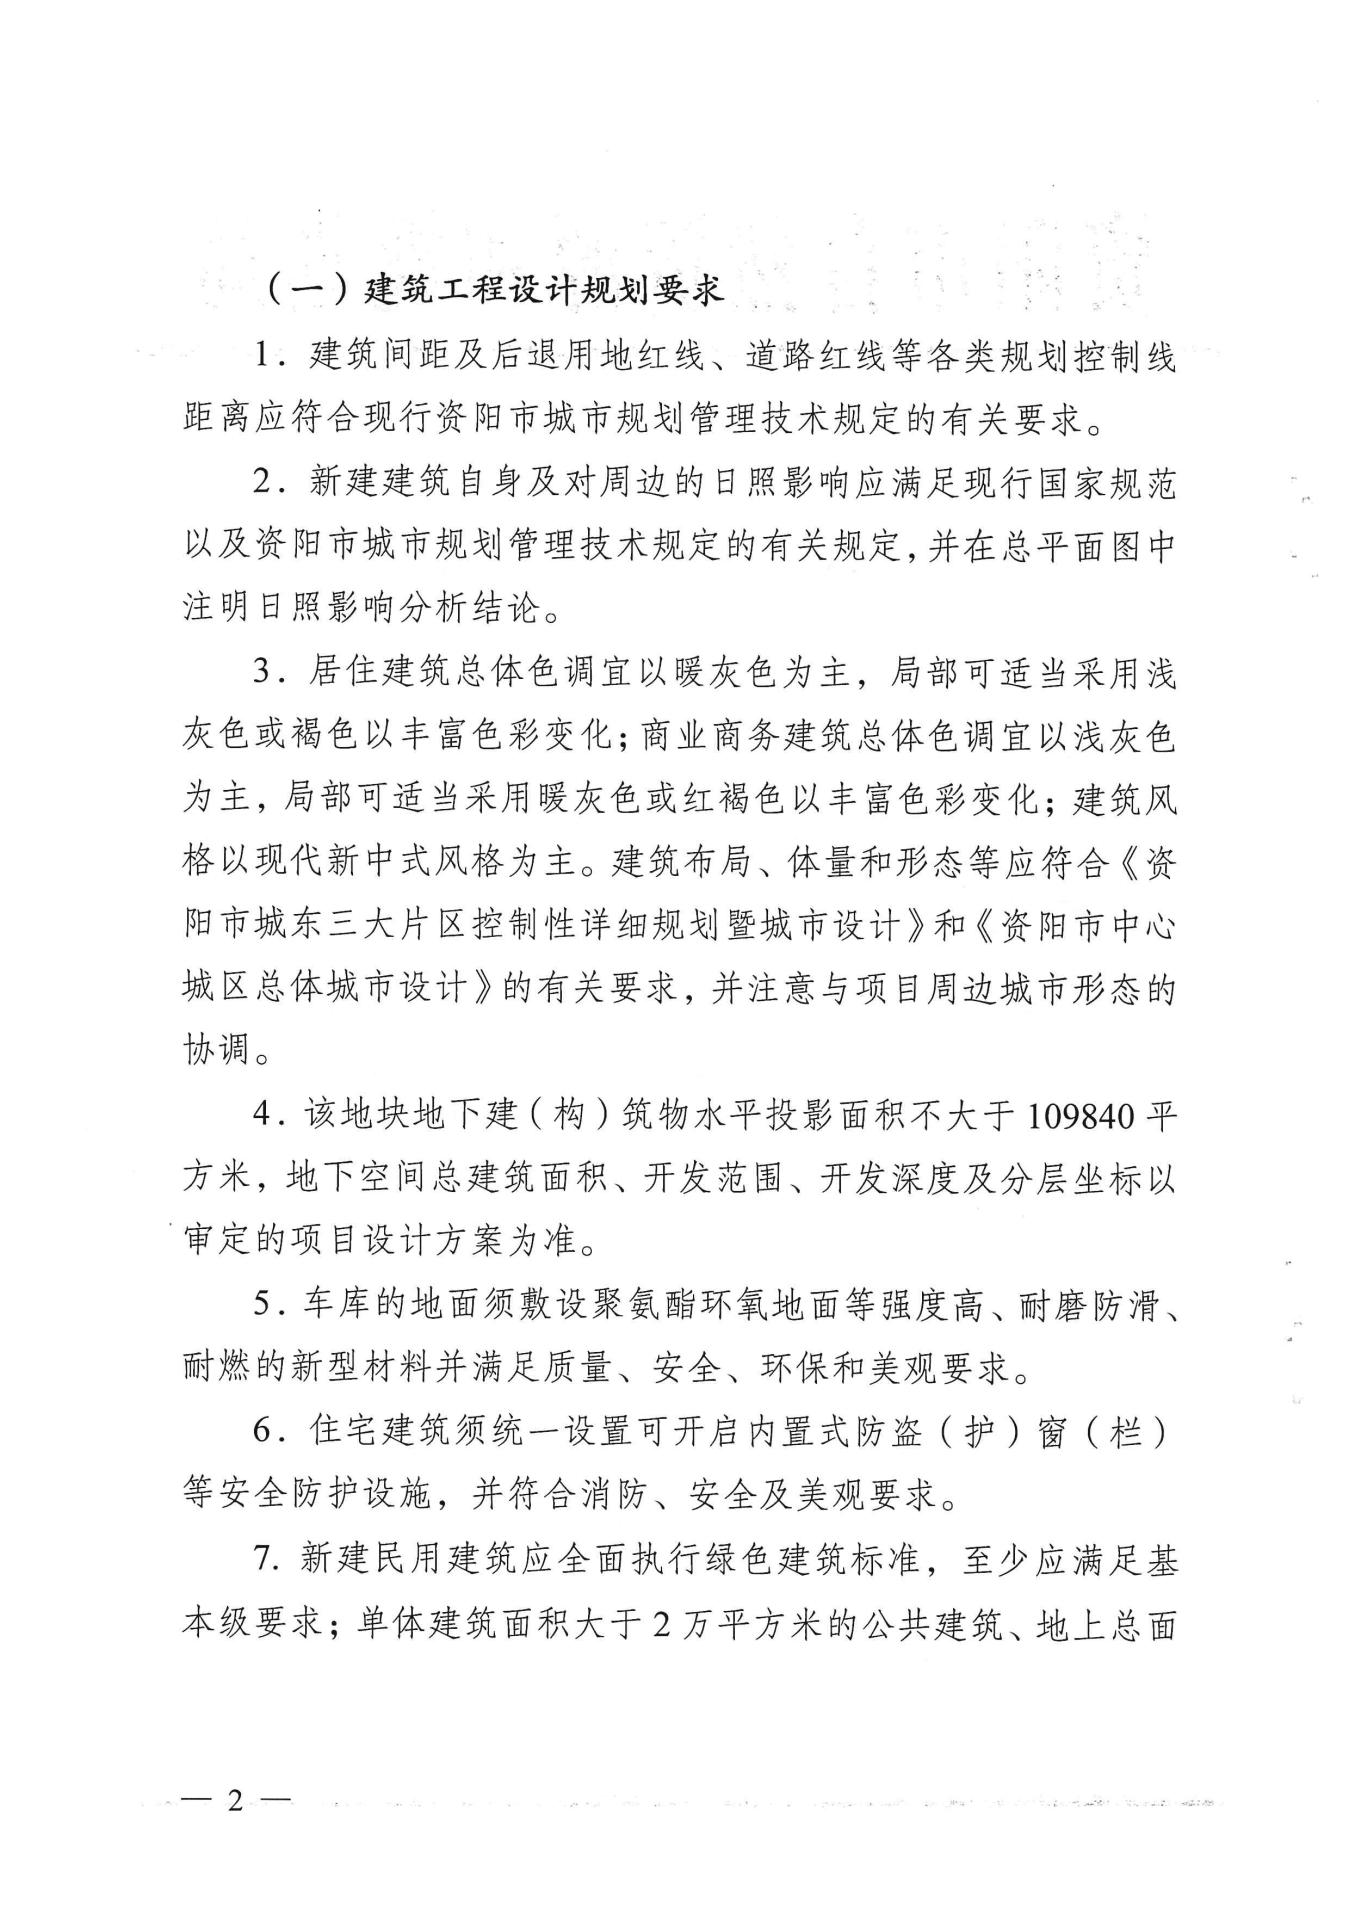 （一）建筑工程设计规划要求
1. 建筑间距及后退用地红线、道路红线等各类规划控制线
距离应符合现行资阳市城市规划管理技术规定的有关要求。
2. 新建建筑自身及对周边的日照影响应满足现行国家规范
以及资阳市城市规划管理技术规定的有关规定，并在总平面图中
注明日照影响分析结论。
3. 居住建筑总体色调宜以暖灰色为主，局部可适当采用浅
灰色或褐色以丰富色彩变化；商业商务建筑总体色调宜以浅灰色
为主，局部可适当采用暖灰色或红褐色以丰富色彩变化；建筑风
格以现代新中式风格为主。建筑布局、体量和形态等应符合《资
阳市城东三大片区控制性详细规划暨城市设计》和《资阳市中心
城区总体城市设计》的有关要求，并注意与项目周边城市形态的
协调。
4. 该地块地下建（构）筑物水平投影面积不大于 109840 平
方米，地下空间总建筑面积、开发范围、开发深度及分层坐标以
审定的项目设计方案为准。
5. 车库的地面须敷设聚氨酯环氧地面等强度高、耐磨防滑、
耐燃的新型材料并满足质量、安全、环保和美观要求。
6. 住宅建筑须统一设置可开启内置式防盗（护）窗（栏）
等安全防护设施，并符合消防、安全及美观要求。
7. 新建民用建筑应全面执行绿色建筑标准，至少应满足基
本级要求；单体建筑面积大于 2 万平方米的公共建筑、地上总面
— 2 —